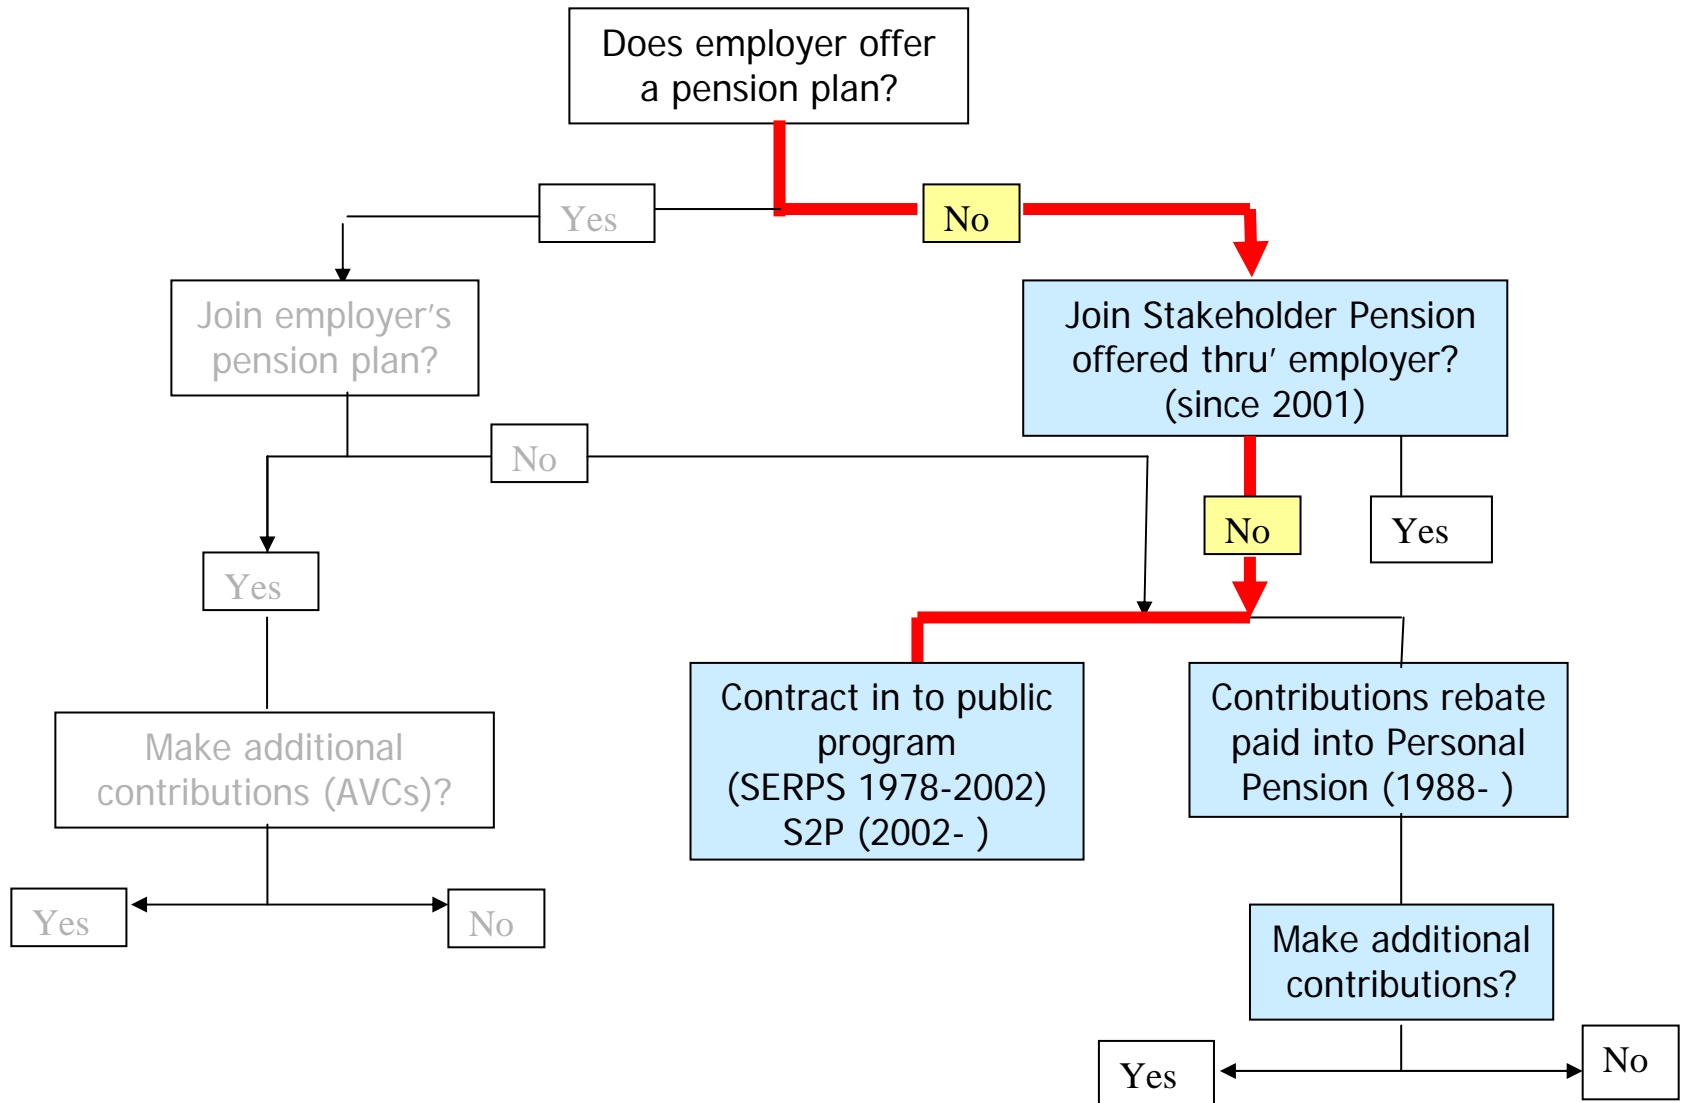 Does employer offer
a pension plan?
Yes
No
Join employer's
pension plan?
Join Stakeholder Pension
offered thru' employer?
(since 2001)
No
No
Yes
Yes
Contract in to public
program
(SERPS 1978-2002)
S2P (2002- )
Contributions rebate
paid into Personal
Pension (1988- )
Make additional
contributions (AVCs)?
Yes
No
Make additional
contributions?
Yes
No